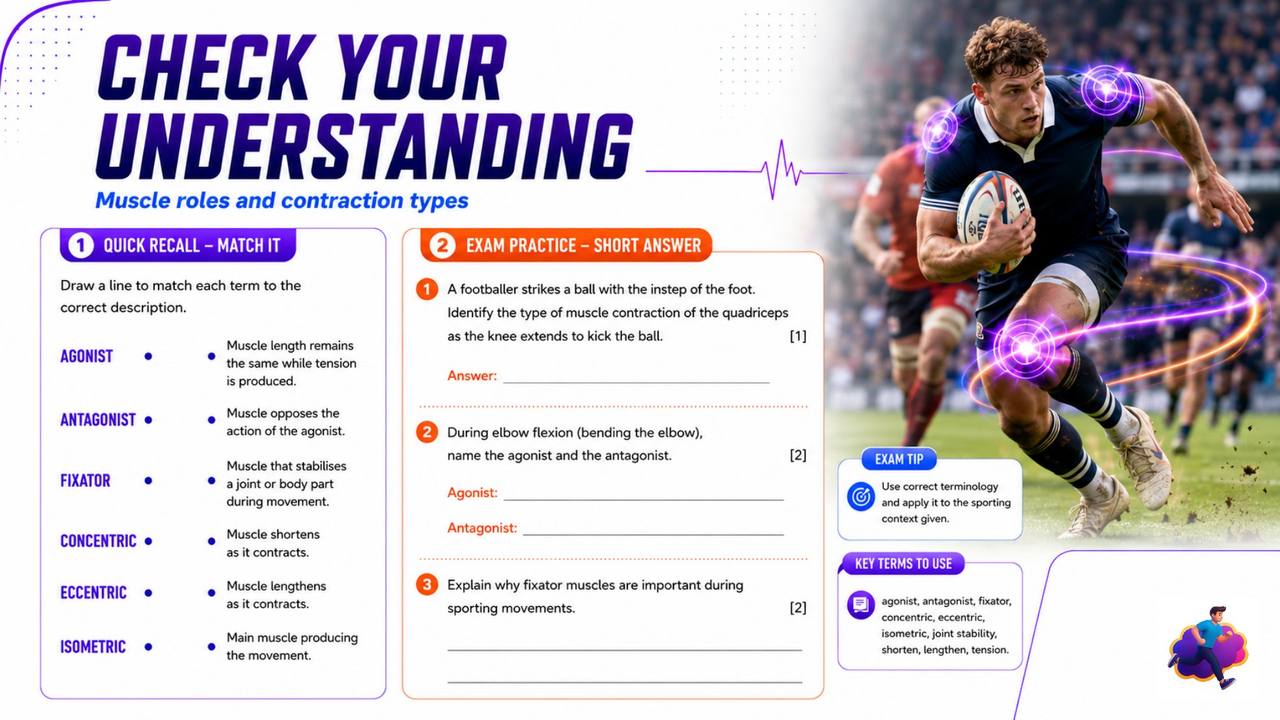 CHECK YOUR
UNDERSTANDING
Muscle roles and contraction types
1 QUICK RECALL – MATCH IT
Draw a line to match each term to the
correct description.
AGONIST
Muscle length remains
the same while tension
is produced.
ANTAGONIST
Muscle opposes the
action of the agonist.
FIXATOR
Muscle that stabilises
a joint or body part
during movement.
CONCENTRIC
Muscle shortens
as it contracts.
ECCENTRIC
Muscle lengthens
as it contracts.
ISOMETRIC
Main muscle producing
the movement.
2 EXAM PRACTICE – SHORT ANSWER
1 A footballer strikes a ball with the instep of the foot.
Identify the type of muscle contraction of the quadriceps
as the knee extends to kick the ball. [1]
Answer:
2 During elbow flexion (bending the elbow),
name the agonist and the antagonist. [2]
Agonist:
Antagonist:
3 Explain why fixator muscles are important during
sporting movements. [2]
EXAM TIP
Use correct terminology
and apply it to the sporting
context given.
KEY TERMS TO USE
agonist, antagonist, fixator,
concentric, eccentric,
isometric, joint stability,
shorten, lengthen, tension.